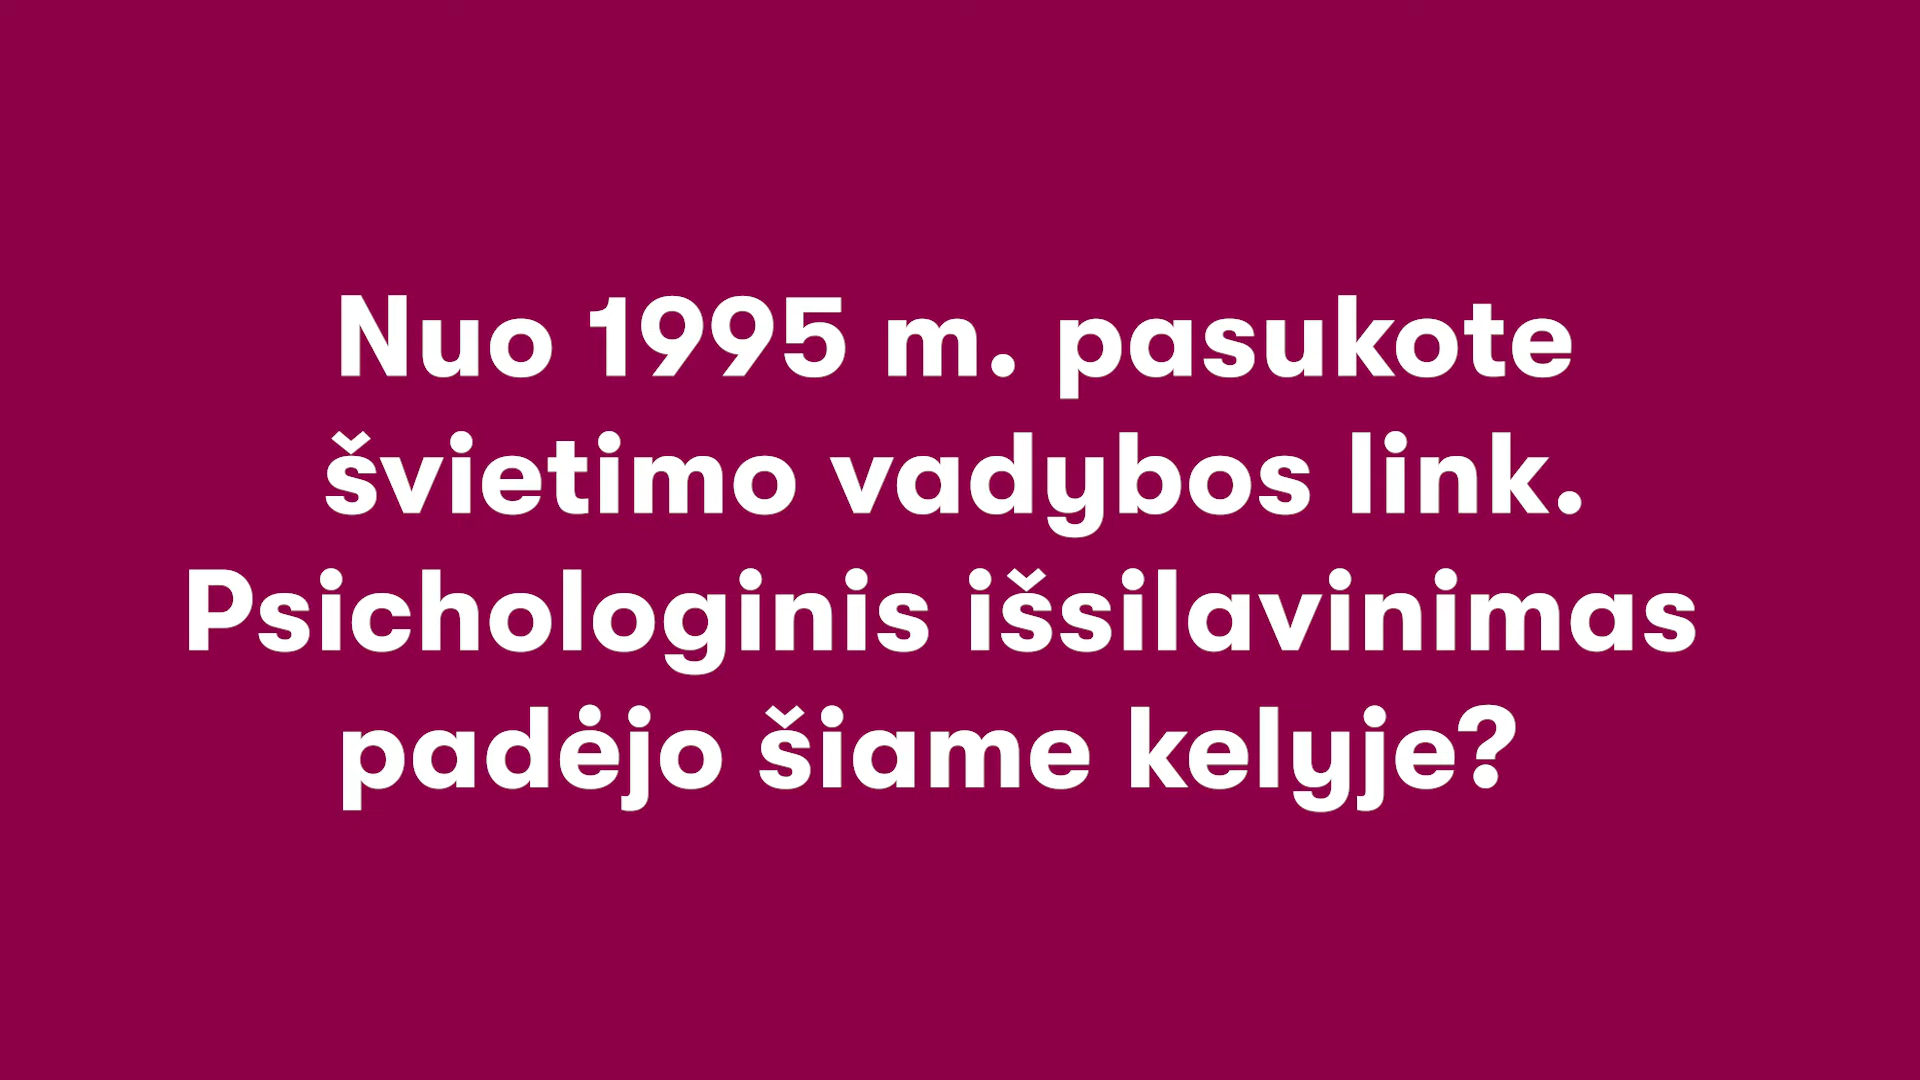 Nuo 1995 m. pasukote
švietimo vadybos link.
Psichologinis išsilavinimas
padėjo šiame kelyje?